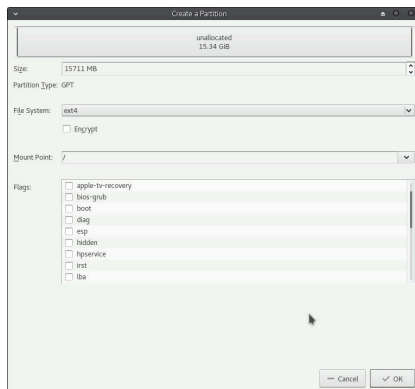 Create a Partition
unallocated
15.34 GiB
Size: 15711 MB
Partition Type: GPT
File System: ext4
Encrypt
Mount Point: /
Flags: apple-tv-recovery
bios-grub
boot
diag
esp
hidden
hpservice
irst
lba
Cancel OK